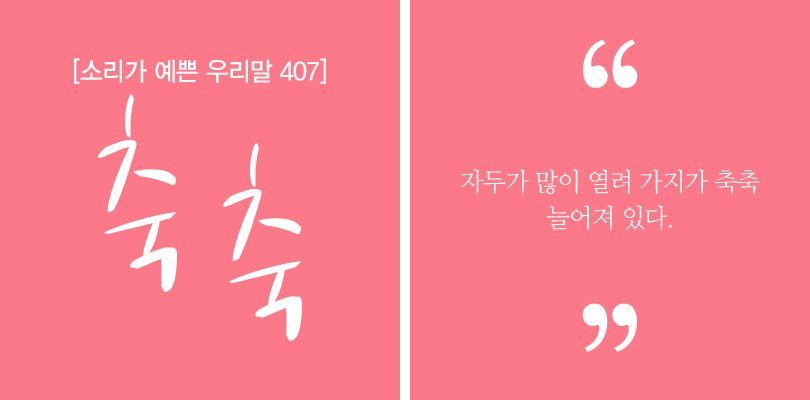 [소리가 예쁜 우리말 407]
축축
“
자두가 많이 열려 가지가 축축
늘어져 있다.
”